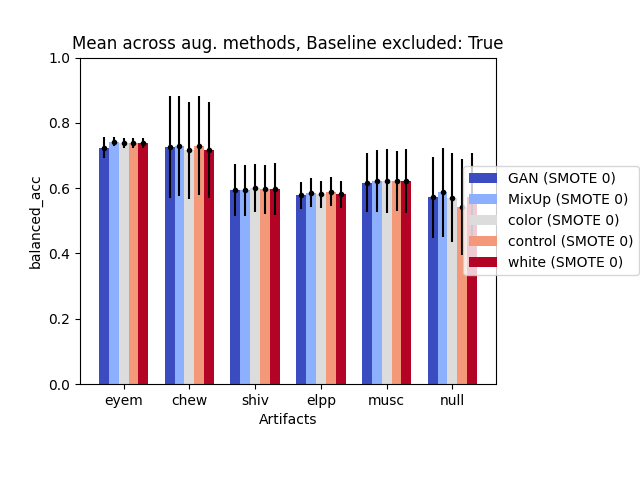 Mean across aug. methods, Baseline excluded: True
1.0
0.8
0.6
0.4
0.2
0.0
balanced_acc
eyem chew shiv elpp musc null
Artifacts
GAN (SMOTE 0)
MixUp (SMOTE 0)
color (SMOTE 0)
control (SMOTE 0)
white (SMOTE 0)